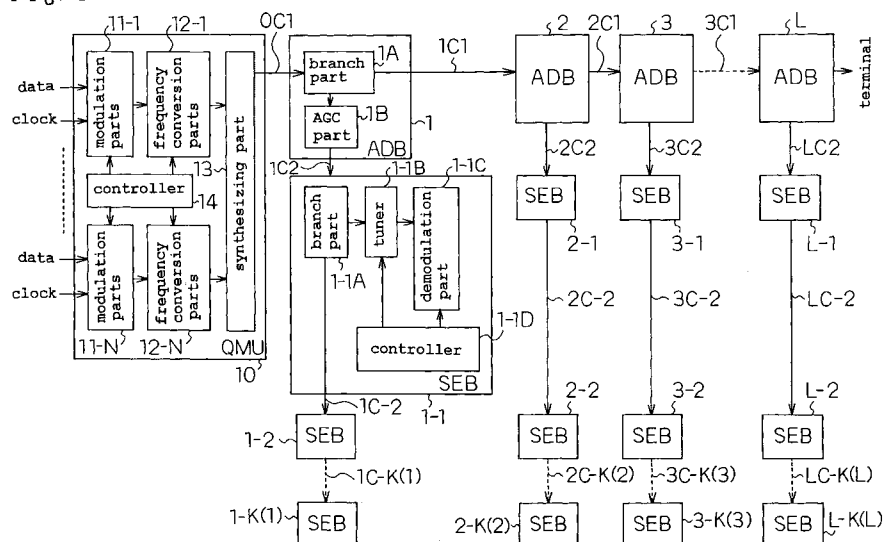 11-1
12-1
0C1
2
2C1
3
3C1
L
data
clock
modulation
parts
frequency
conversion
parts
synthesizing part
13
branch
part
1A
1C1
AGC
part
1B
1
ADB
ADB
ADB
ADB
terminal
controller
14
1C2
1-1B
1-1C
2C2
3C2
LC2
branch
part
tuner
demodulation
part
1-1A
SEB
SEB
SEB
2-1
3-1
L-1
data
clock
modulation
parts
frequency
conversion
parts
11-N
12-N
QMU
10
controller
1-1D
SEB
1-1
2C-2
3C-2
LC-2
1C-2
1-2
SEB
2-2
SEB
3-2
SEB
L-2
SEB
1C-K(1)
2C-K(2)
3C-K(3)
LC-K(L)
1-K(1)
SEB
2-K(2)
SEB
SEB
3-K(3)
SEB
L-K(L)